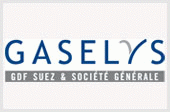 GASELYS
GDF SUEZ & SOCIÉTÉ GÉNÉRALE